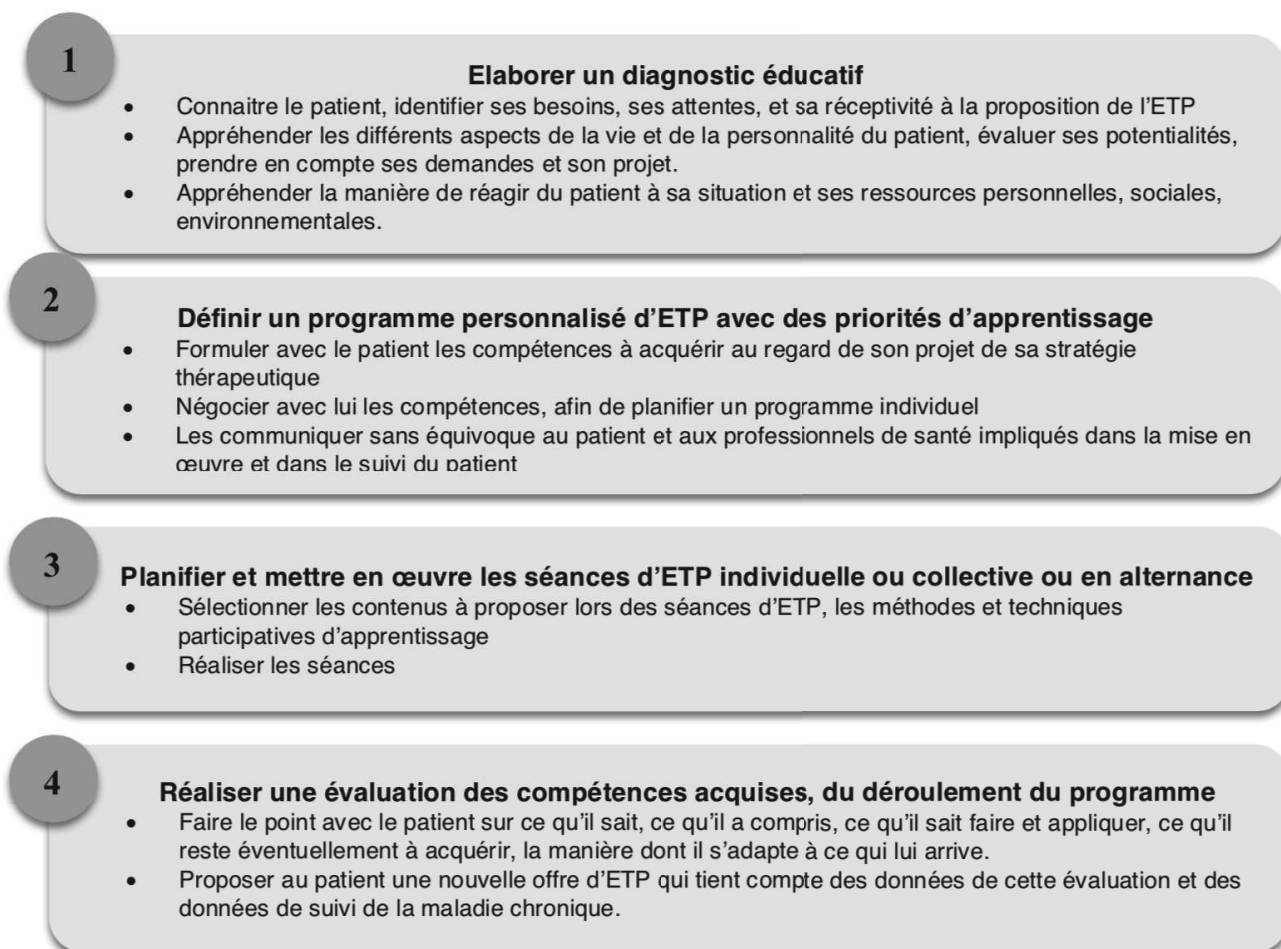 1
Elaborer un diagnostic éducatif
• Connaitre le patient, identifier ses besoins, ses attentes, et sa réceptivité à la proposition de l'ETP
• Appréhender les différents aspects de la vie et de la personnalité du patient, évaluer ses potentialités,
prendre en compte ses demandes et son projet.
• Appréhender la manière de réagir du patient à sa situation et ses ressources personnelles, sociales,
environnementales.
2
Définir un programme personnalisé d'ETP avec des priorités d'apprentissage
• Formuler avec le patient les compétences à acquérir au regard de son projet de sa stratégie
thérapeutique
• Négocier avec lui les compétences, afin de planifier un programme individuel
• Les communiquer sans équivoque au patient et aux professionnels de santé impliqués dans la mise en
œuvre et dans le suivi du patient
3
Planifier et mettre en œuvre les séances d'ETP individuelle ou collective ou en alternance
• Sélectionner les contenus à proposer lors des séances d'ETP, les méthodes et techniques
participatives d'apprentissage
• Réaliser les séances
4
Réaliser une évaluation des compétences acquises, du déroulement du programme
• Faire le point avec le patient sur ce qu'il sait, ce qu'il a compris, ce qu'il sait faire et appliquer, ce qu'il
reste éventuellement à acquérir, la manière dont il s'adapte à ce qui lui arrive.
• Proposer au patient une nouvelle offre d'ETP qui tient compte des données de cette évaluation et des
données de suivi de la maladie chronique.